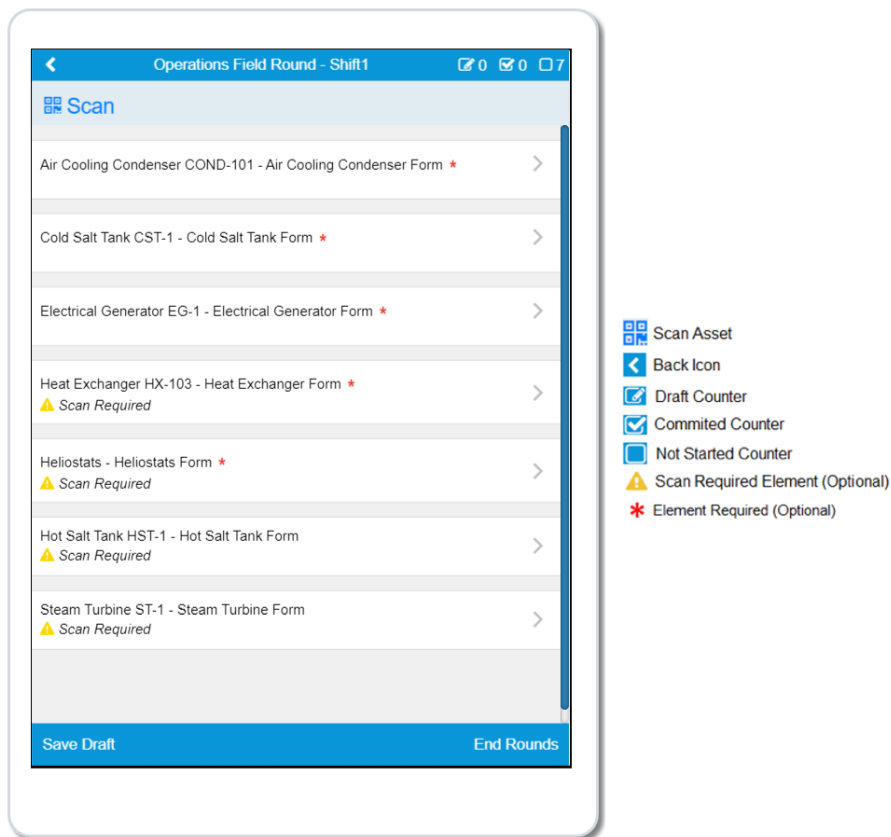 Operations Field Round - Shift1 0 0 7
Scan
Air Cooling Condenser COND-101 - Air Cooling Condenser Form *
Cold Salt Tank CST-1 - Cold Salt Tank Form *
Electrical Generator EG-1 - Electrical Generator Form *
Heat Exchanger HX-103 - Heat Exchanger Form *
Scan Required
Heliostats - Heliostats Form *
Scan Required
Hot Salt Tank HST-1 - Hot Salt Tank Form
Scan Required
Steam Turbine ST-1 - Steam Turbine Form
Scan Required
Save Draft End Rounds
Scan Asset
Back Icon
Draft Counter
Commited Counter
Not Started Counter
Scan Required Element (Optional)
* Element Required (Optional)